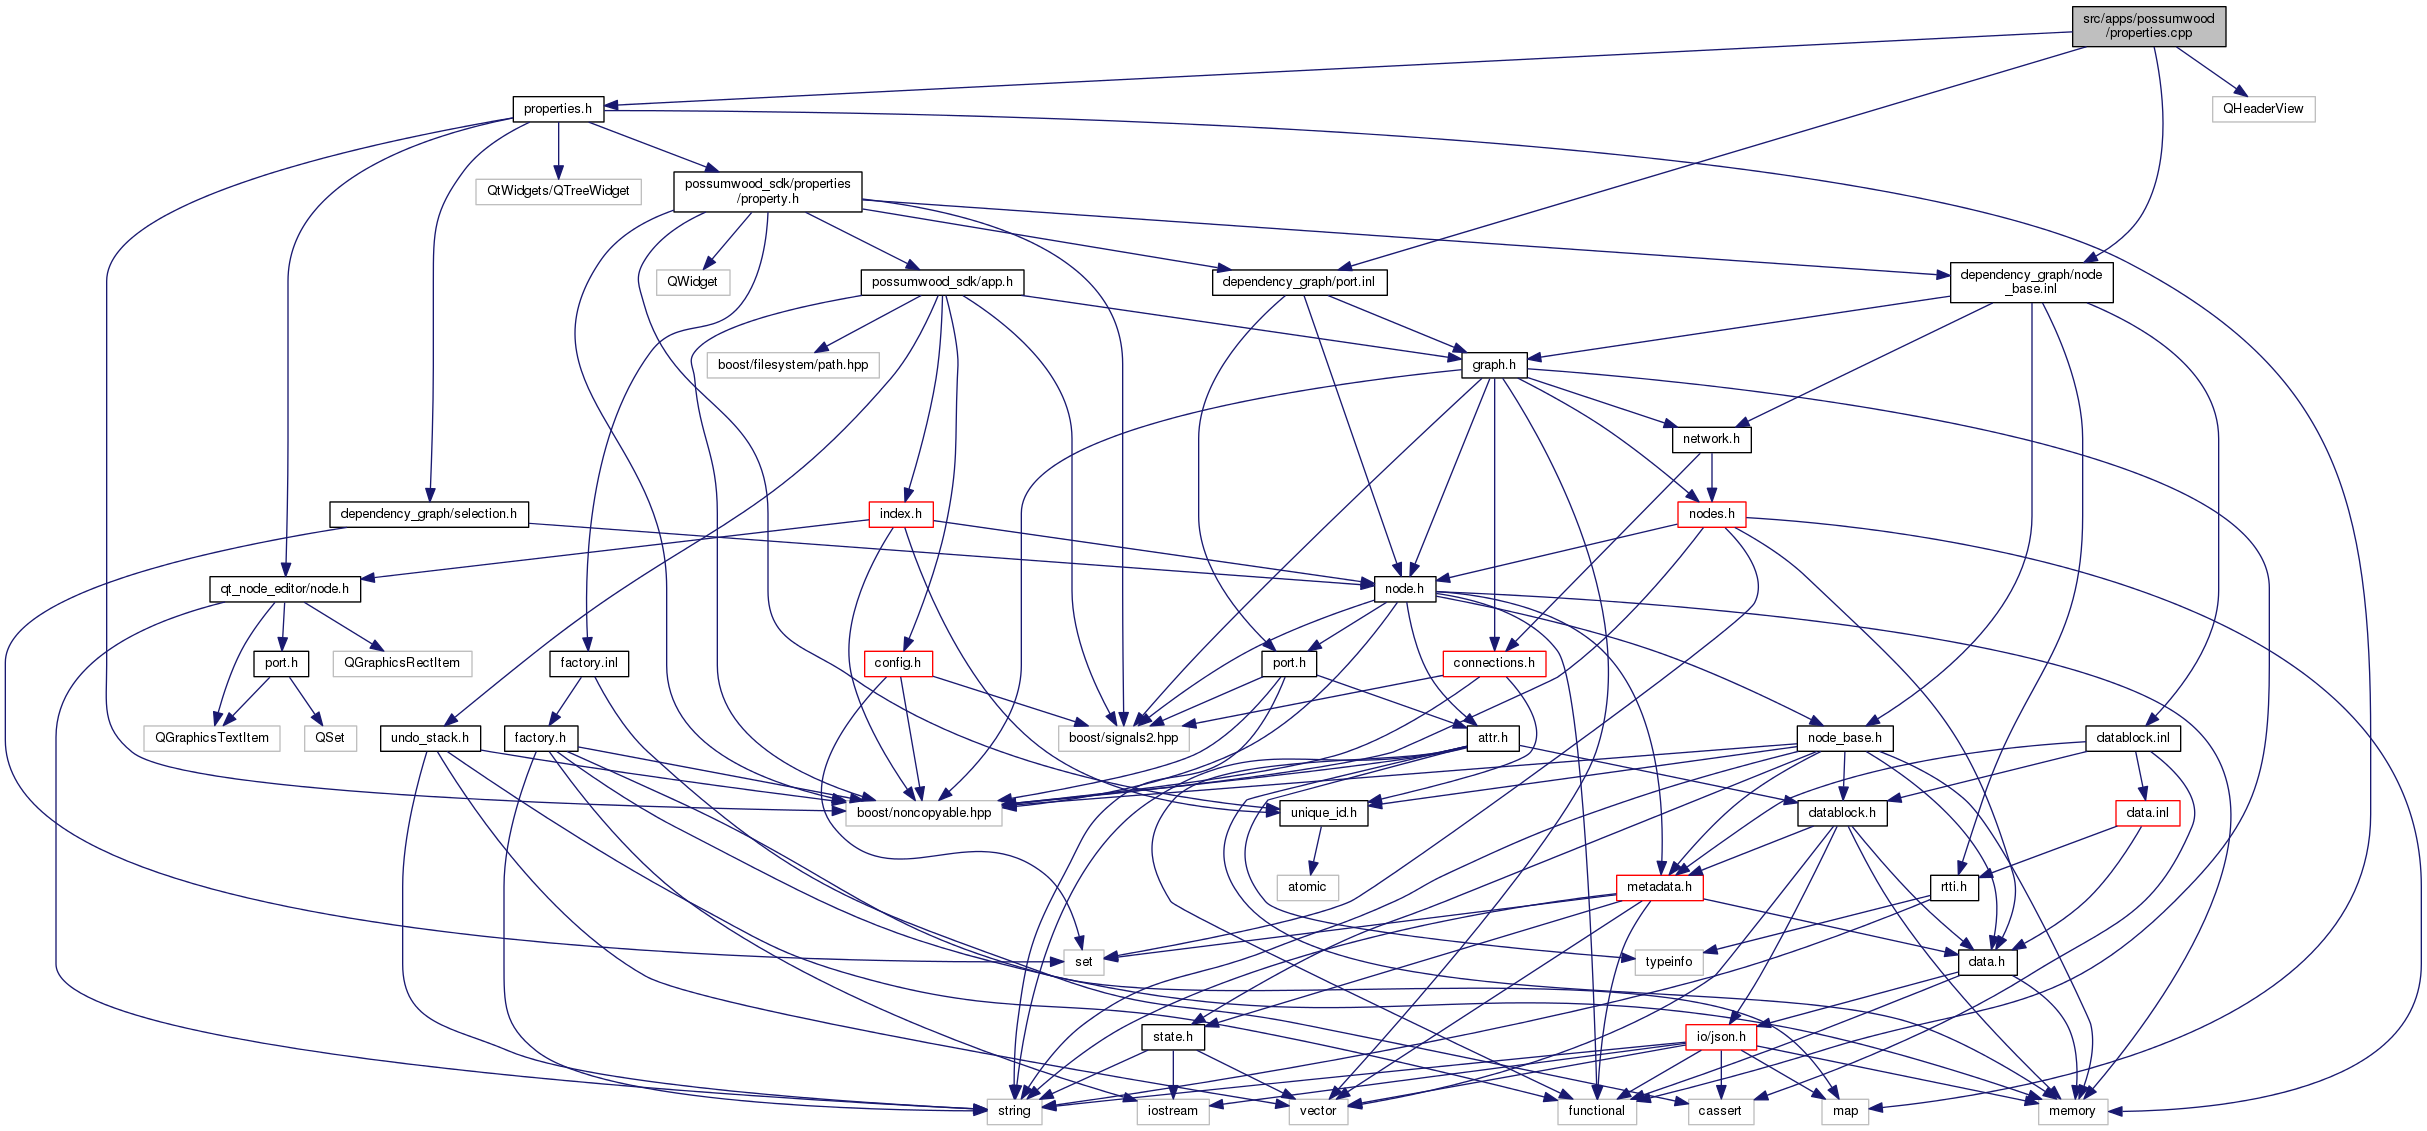 src/apps/possumwood
/properties.cpp
properties.h
QHeaderView
QtWidgets/QTreeWidget
possumwood_sdk/properties
/property.h
QWidget
possumwood_sdk/app.h
dependency_graph/port.inl
dependency_graph/node
_base.inl
boost/filesystem/path.hpp
graph.h
network.h
dependency_graph/selection.h
index.h
nodes.h
qt_node_editor/node.h
node.h
port.h
QGraphicsRectItem
factory.inl
config.h
port.h
connections.h
QGraphicsTextItem
QSet
undo_stack.h
factory.h
boost/signals2.hpp
attr.h
node_base.h
datablock.inl
boost/noncopyable.hpp
unique_id.h
datablock.h
data.inl
atomic
metadata.h
rtti.h
set
typeinfo
data.h
state.h
io/json.h
string
iostream
vector
functional
cassert
map
memory